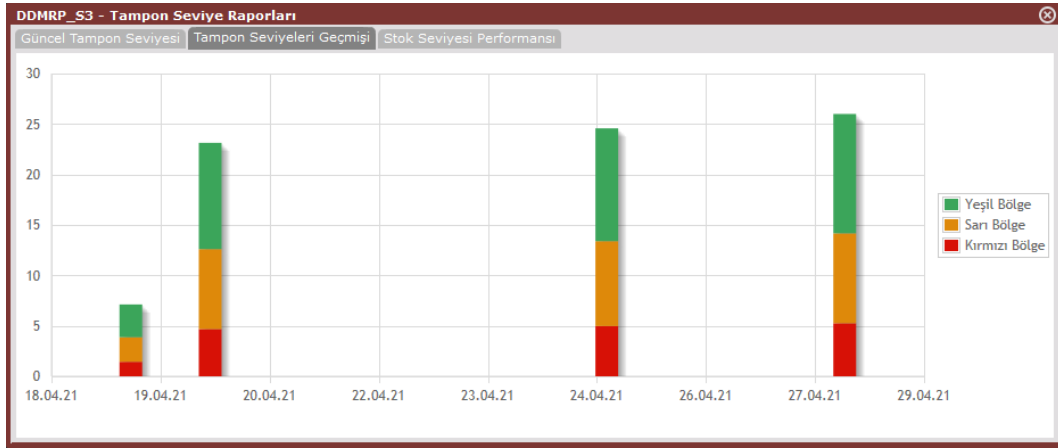 DDMRP_S3 - Tampon Seviye Raporları
Güncel Tampon Seviyesi Tampon Seviyeleri Geçmişi Stok Seviyesi Performansı
30
25
20
15
10
5
0
18.04.21 19.04.21 20.04.21 22.04.21 23.04.21 24.04.21 26.04.21 27.04.21 29.04.21
Yeşil Bölge
Sarı Bölge
Kırmızı Bölge